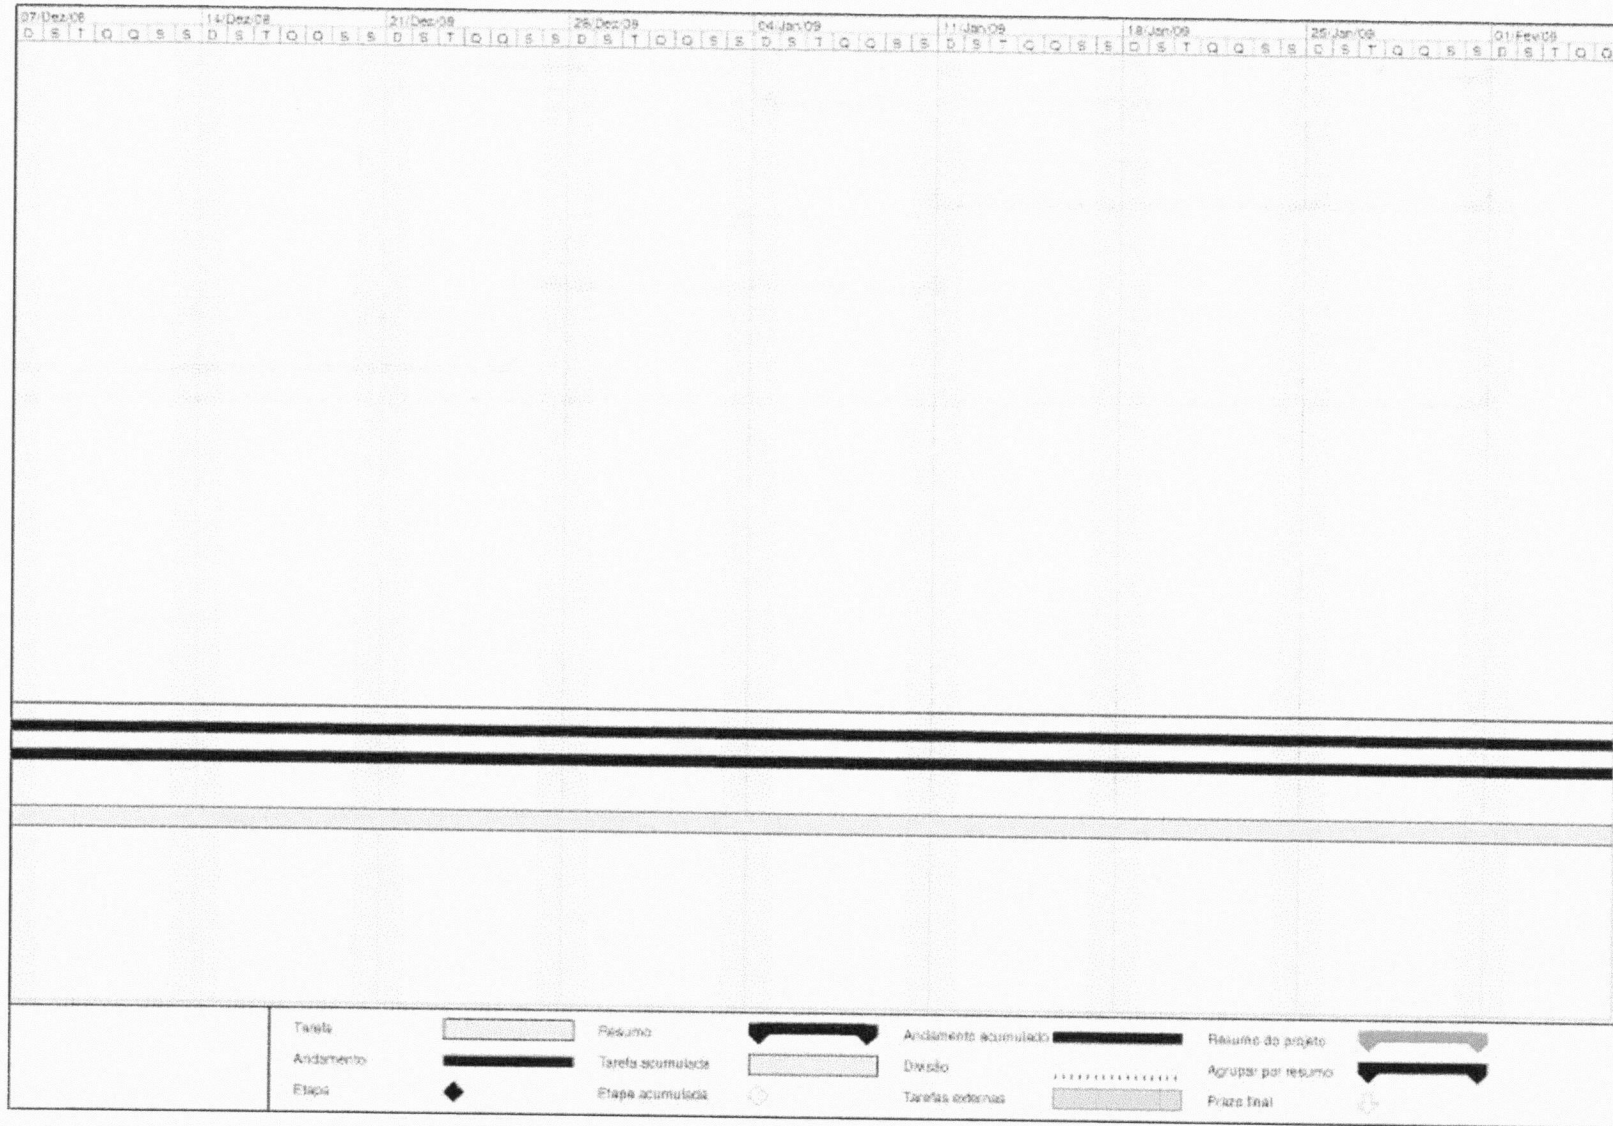 07/Dez/08 14/Dez/08 21/Dez/08 28/Dez/08 04/Jan/09 11/Jan/09 18/Jan/09 25/Jan/09 01/Fev/09
D S T Q Q S S D S T Q Q S S D S T Q Q S S D S T Q Q S S D S T Q Q S S D S T Q Q S S D S T Q Q S S D S T Q Q S S D S T Q Q
Tarefa Resumo Andamento acumulado Resumo do projeto
Andamento Tarefa acumulada Divisão Agrupar por resumo
Etapa Etapa acumulada Tarefas externas Prazo final